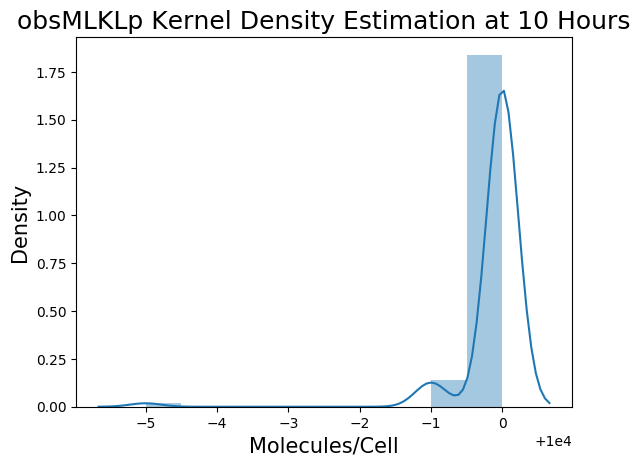 obsMLKLp Kernel Density Estimation at 10 Hours
1.75
1.50
1.25
1.00
0.75
0.50
0.25
0.00
Density
−5 −4 −3 −2 −1 0
+1e4
Molecules/Cell